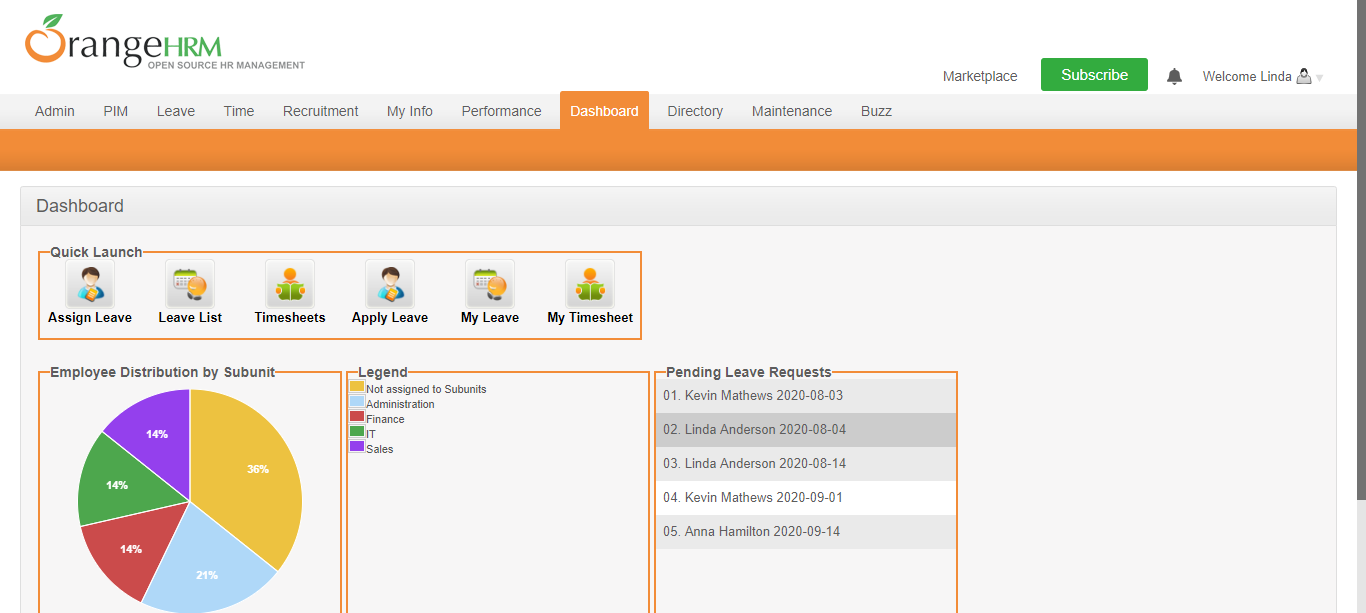 OrangeHRM
OPEN SOURCE HR MANAGEMENT
Marketplace Subscribe Welcome Linda
Admin PIM Leave Time Recruitment My Info Performance Dashboard Directory Maintenance Buzz
Dashboard
Quick Launch
Assign Leave Leave List Timesheets Apply Leave My Leave My Timesheet
Employee Distribution by Subunit
14%
36%
14%
14%
21%
Legend
Not assigned to Subunits
Administration
Finance
IT
Sales
Pending Leave Requests
01. Kevin Mathews 2020-08-03
02. Linda Anderson 2020-08-04
03. Linda Anderson 2020-08-14
04. Kevin Mathews 2020-09-01
05. Anna Hamilton 2020-09-14